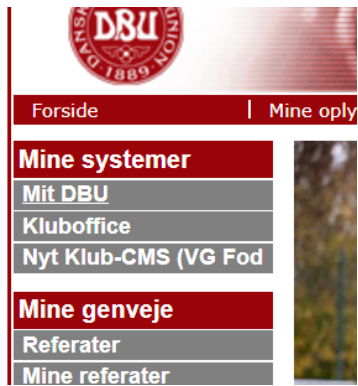 DANSK
DBU
UNION
1889
Forside
Mine oply
Mine systemer
Mit DBU
Kluboffice
Nyt Klub-CMS (VG Fod
Mine genveje
Referater
Mine referater